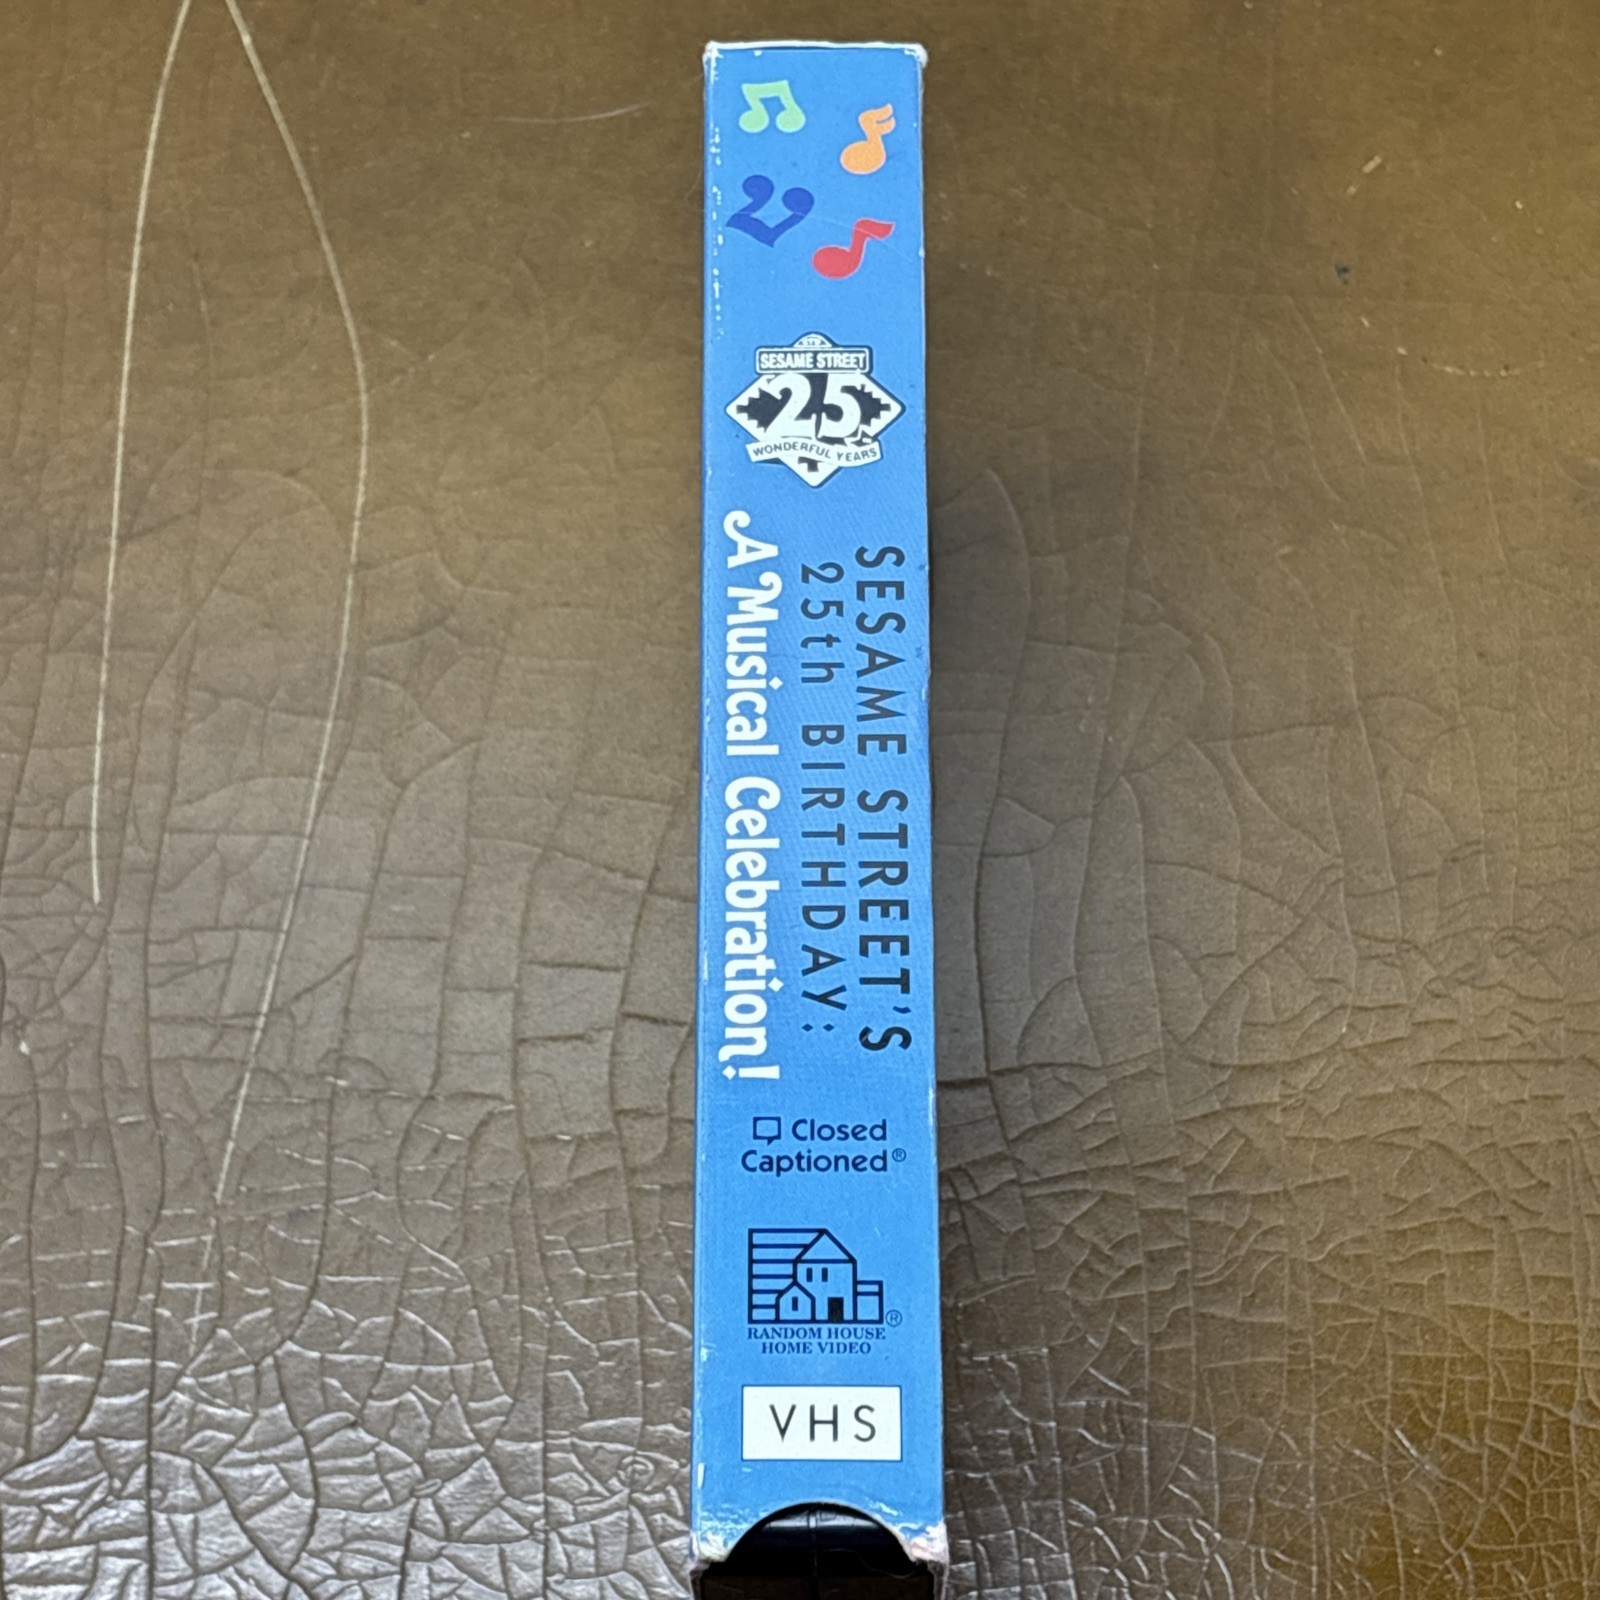 SESAME STREET
25
WONDERFUL YEARS
SESAME STREET'S
25th BIRTHDAY:
A Musical Celebration!
Closed
Captioned®
®
RANDOM HOUSE
HOME VIDEO
VHS